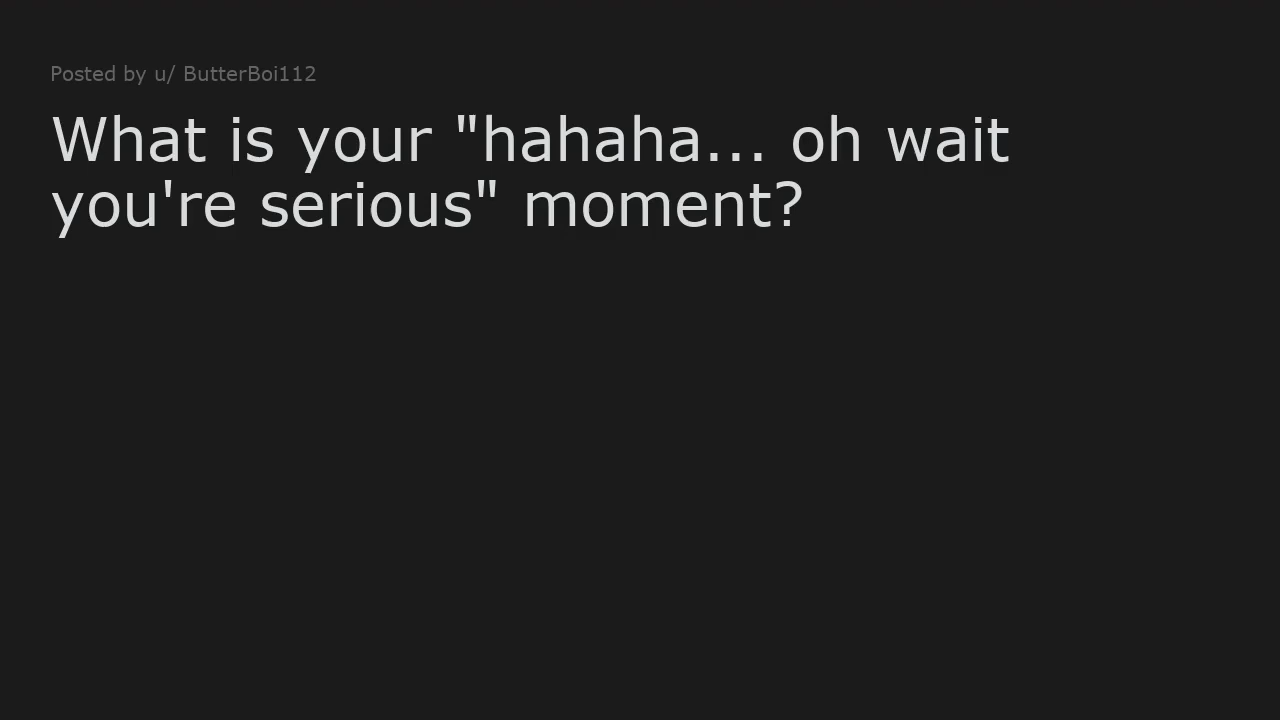 Posted by u/ ButterBoi112
What is your "hahaha... oh wait
you're serious" moment?